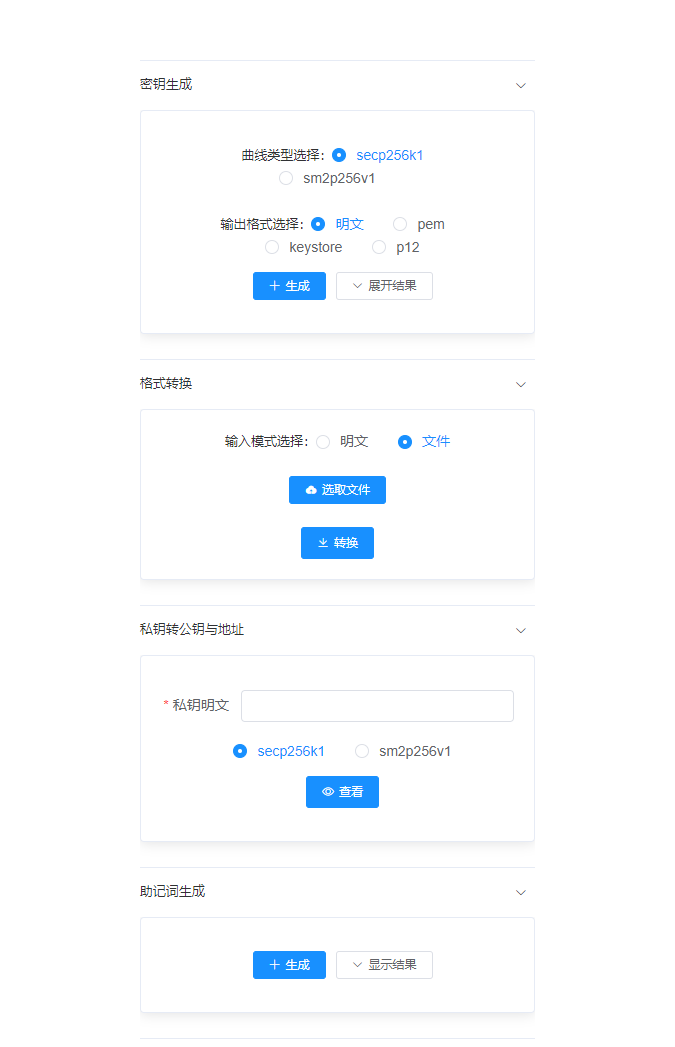 密钥生成
曲线类型选择: secp256k1
sm2p256v1
输出格式选择: 明文 pem
keystore p12
生成 展开结果
格式转换
输入模式选择: 明文 文件
选取文件
转换
私钥转公钥与地址
* 私钥明文
secp256k1 sm2p256v1
查看
助记词生成
生成 显示结果